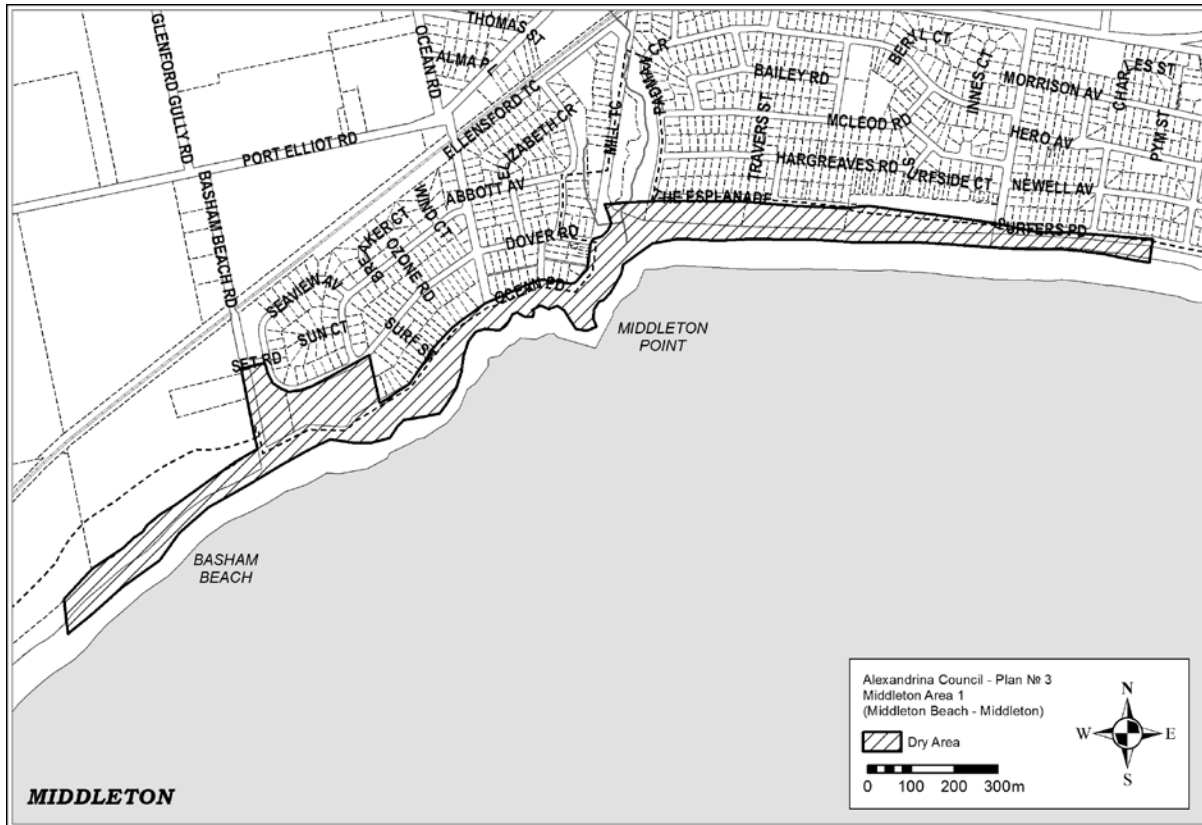 GLENFORD GULLY RD
OCEAN RD
THOMAS ST
ALMA P
PORT ELLIOT RD
ELLENSFORD TC
ELIZABETH CR
MILL TC
PADMAN CR
BAILEY RD
BERYL CT
INNES CT
MORRISON AV
CHAR
LES ST
PYM ST
MCLEOD RD
HERO AV
TRAVERS ST
HARGREAVES RD
SURFSIDE CT
NEWELL AV
BASHAM BEACH RD
WIND CT
ABBOTT AV
THE ESPLANADE
SURFERS PD
BREAKER CT
OZONE RD
DOVER RD
SEAVIEW AV
OCEAN PD
SUN CT
SURF ST
SET RD
MIDDLETON
POINT
BASHAM
BEACH
Alexandrina Council - Plan № 3
Middleton Area 1
(Middleton Beach - Middleton)
Dry Area
0 100 200 300m
N
W E
S
MIDDLETON